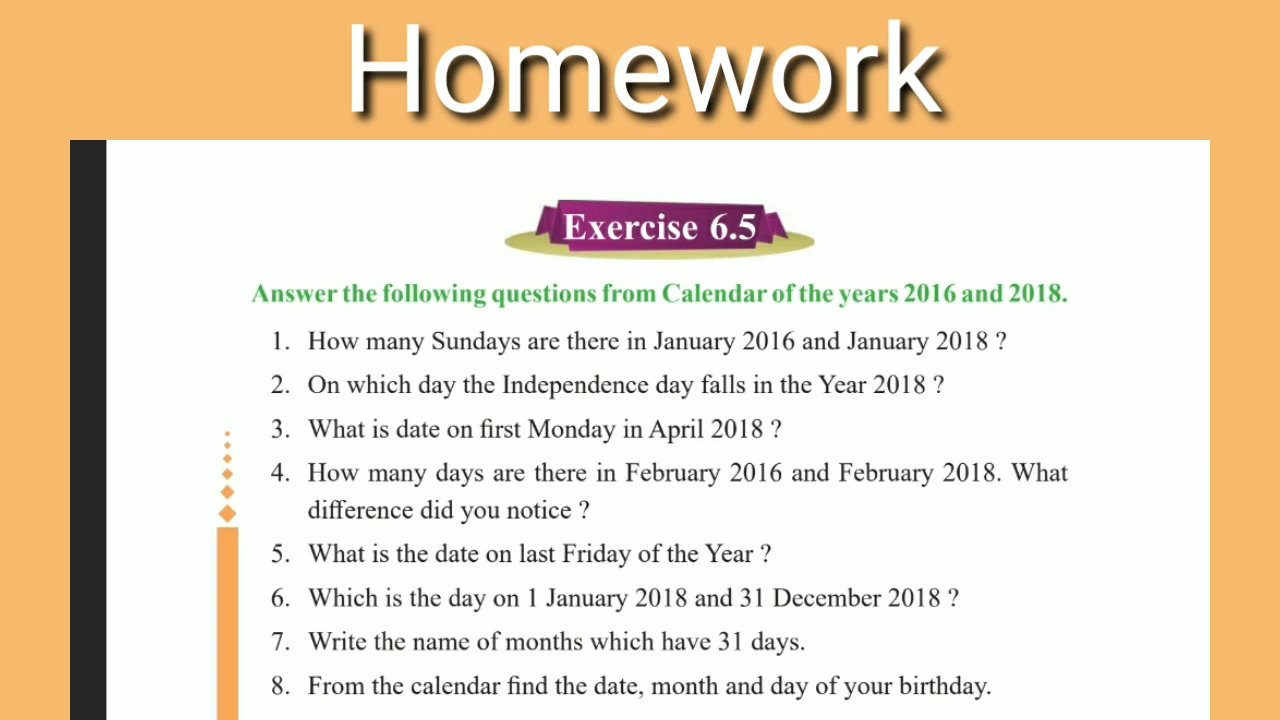 Homework
Exercise 6.5
Answer the following questions from Calendar of the years 2016 and 2018.
1. How many Sundays are there in January 2016 and January 2018 ?
2. On which day the Independence day falls in the Year 2018 ?
3. What is date on first Monday in April 2018 ?
4. How many days are there in February 2016 and February 2018. What
difference did you notice ?
5. What is the date on last Friday of the Year ?
6. Which is the day on 1 January 2018 and 31 December 2018 ?
7. Write the name of months which have 31 days.
8. From the calendar find the date, month and day of your birthday.